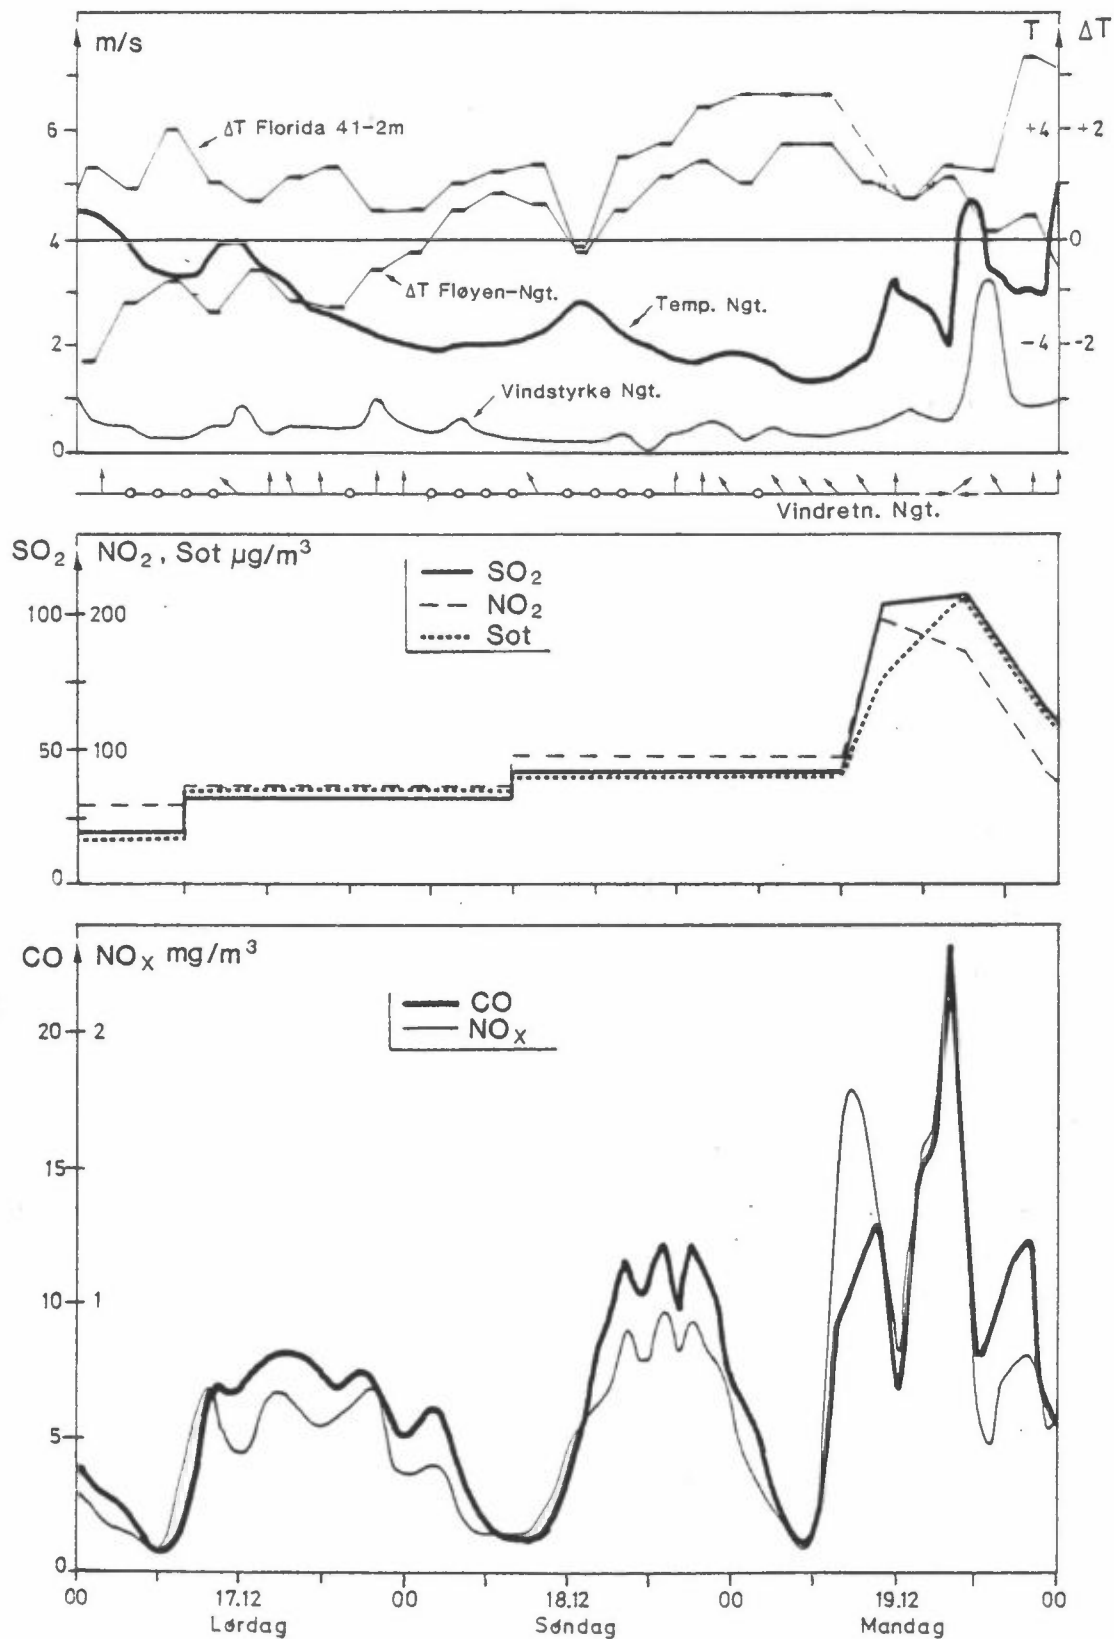 m/s
T ΔT
6
4
2
0
+4 +2
0
-4 -2
ΔT Florida 41-2m
ΔT Fløyen-Ngt.
Temp. Ngt.
Vindstyrke Ngt.
Vindretn. Ngt.
SO₂ NO₂, Sot µg/m³
SO₂
NO₂
Sot
100 200
50 100
0
CO NOx mg/m³
CO
NOx
20 2
15
10 1
5
0
00 17.12 00 18.12 00 19.12 00
Lørdag Søndag Mandag